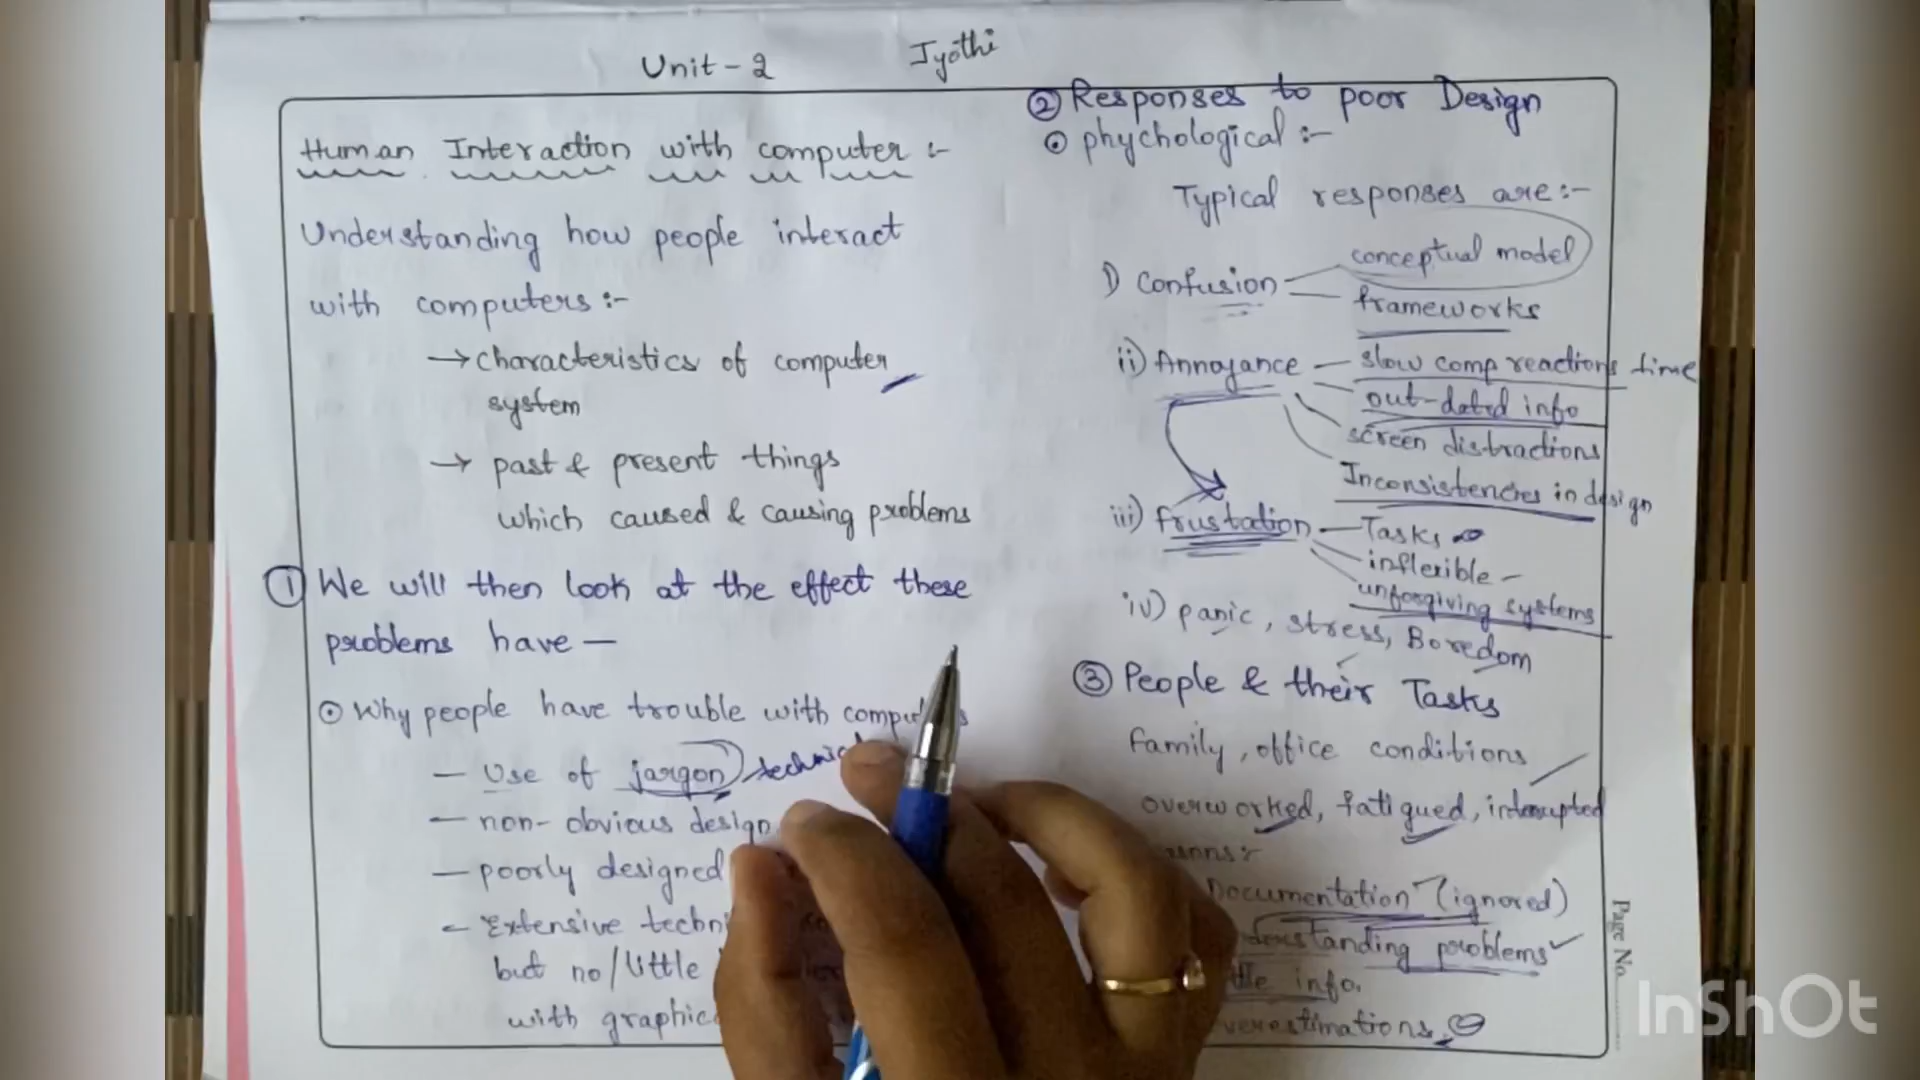 Unit - 2
Jyothi
Human Interaction with computer :-
Understanding how people interact
with computers :-
→ characteristics of computer
system
→ past & present things
which caused & causing problems
① We will then look at the effect these
problems have —
⊙ Why people have trouble with
— Use of jargon
— non-obvious design
— poorly designed
— Extensive
but no/little
with
② Responses to poor Design
⊙ phychological :-
Typical responses are :-
i) Confusion — conceptual model
— frameworks
ii) Annoyance — slow comp reactions time
out-dated info
screen distractions
Inconsistencies in design
iii) frustation — Tasks
inflexible —
unforgiving systems
iv) panic, stress, Boredom
③ People & their Tasks
family, office conditions
overworked, fatigued, interrupted
Documentation (ignored)
problems
info.
Page No.
InShOt